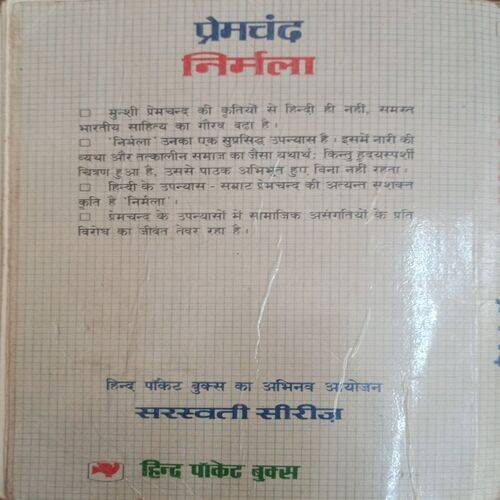 प्रेमचंद
निर्मला
□ मुन्शी प्रेमचन्द की कृतियों से हिन्दी ही नहीं, समस्त
भारतीय साहित्य का गौरव बढा है।
□ 'निर्मला' उनका एक सुप्रसिद्ध उपन्यास है। इसमें नारी की
व्यथा और तत्कालीन समाज का जैसा यथार्थ; किन्तु हृदयस्पर्शी
चित्रण हुआ है, उससे पाठक अभिभूत हुए बिना नहीं रहता।
□ हिन्दी के उपन्यास - सम्राट प्रेमचन्द की अत्यन्त सशक्त
कृति है 'निर्मला'।
□ प्रेमचन्द के उपन्यासों में सामाजिक असंगतियों के प्रति
विरोध का जीवंत तेवर रहा है।
हिन्द पॉकेट बुक्स का अभिनव आयोजन
सरस्वती सीरीज़
हिन्द पॉकेट बुक्स